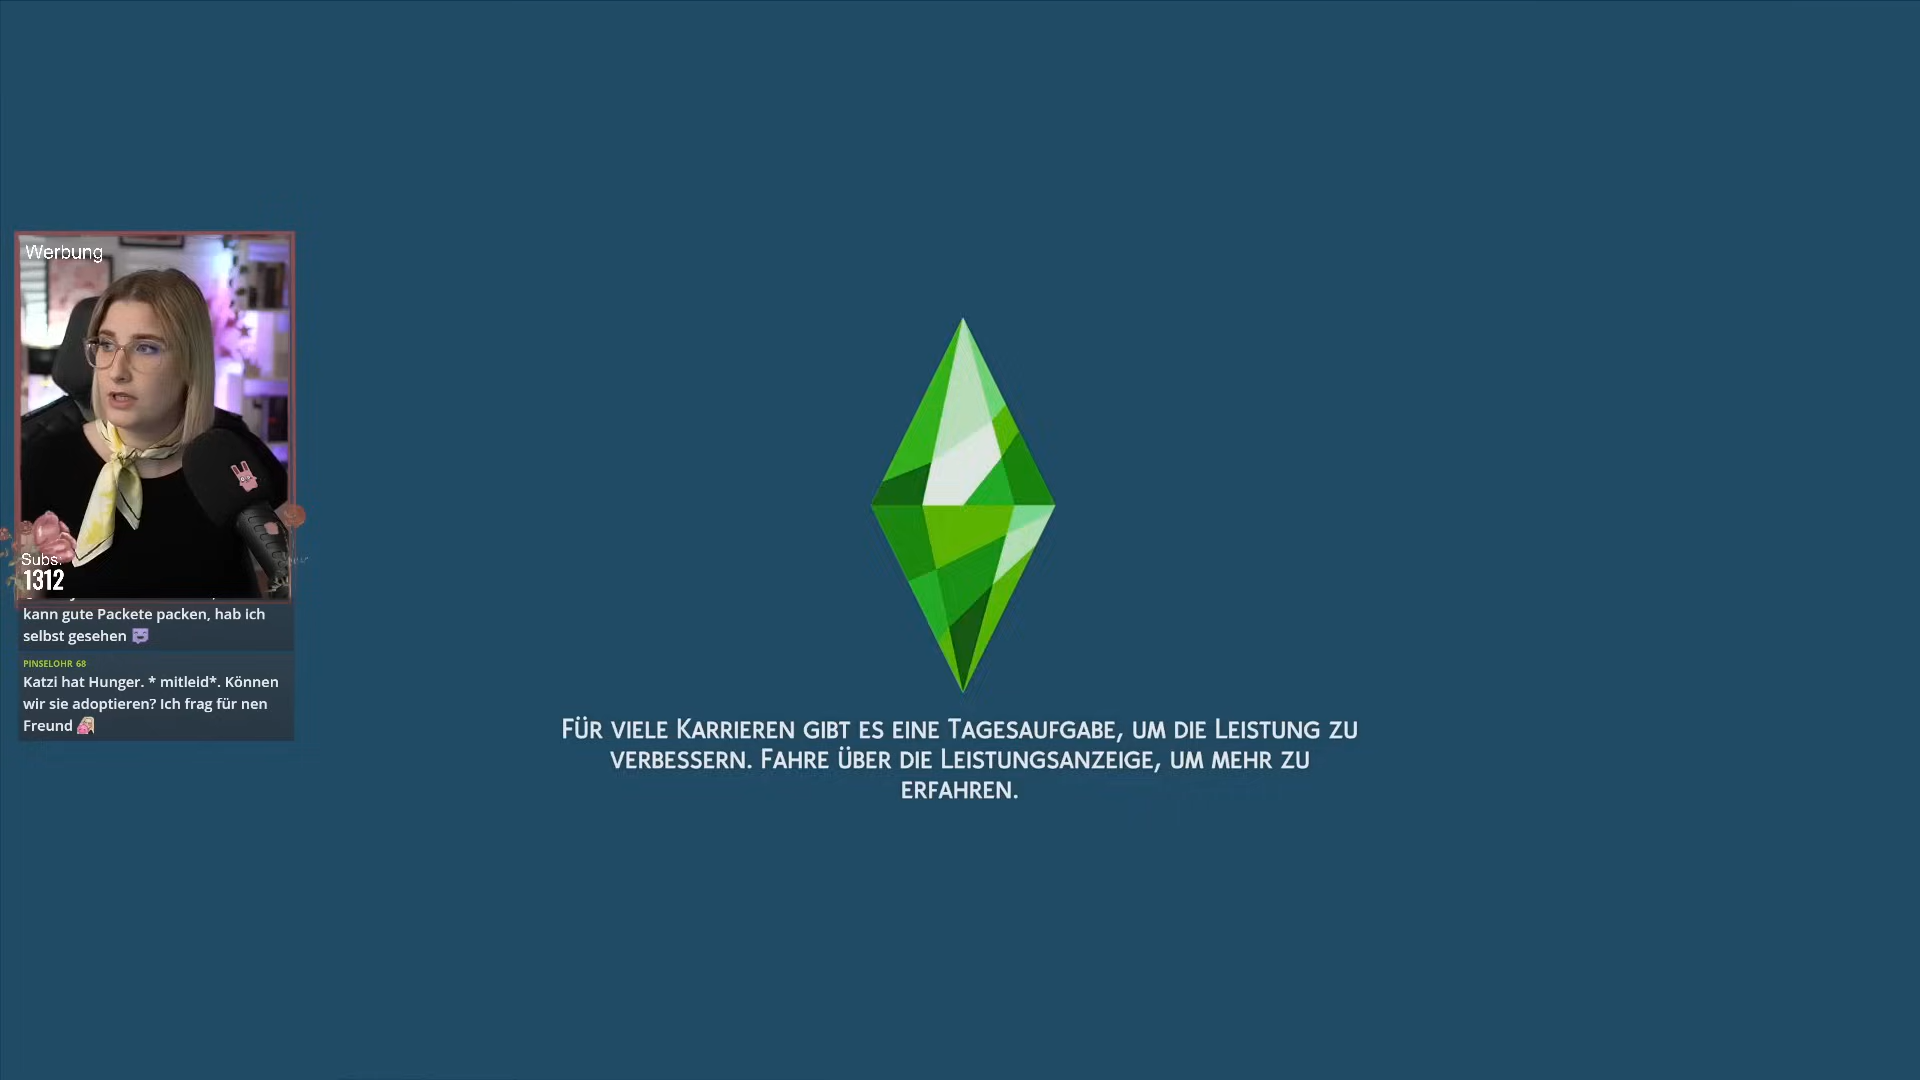 Werbung
Subs:
1312
kann gute Packete packen, hab ich
selbst gesehen
PINSELOHR 68
Katzi hat Hunger. * mitleid*. Können
wir sie adoptieren? Ich frag für nen
Freund
Für viele Karrieren gibt es eine Tagesaufgabe, um die Leistung zu
verbessern. Fahre über die Leistungsanzeige, um mehr zu
erfahren.